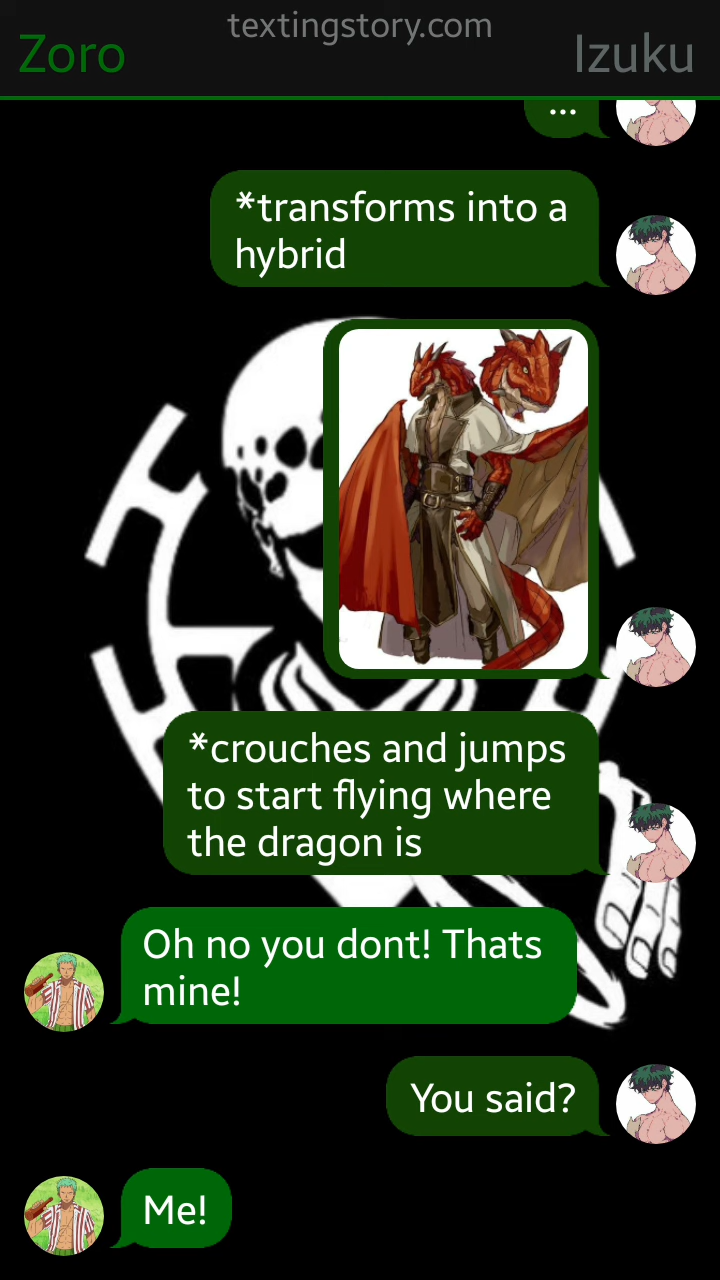 textingstory.com
Zoro
Izuku
...
*transforms into a
hybrid
*crouches and jumps
to start flying where
the dragon is
Oh no you dont! Thats
mine!
You said?
Me!